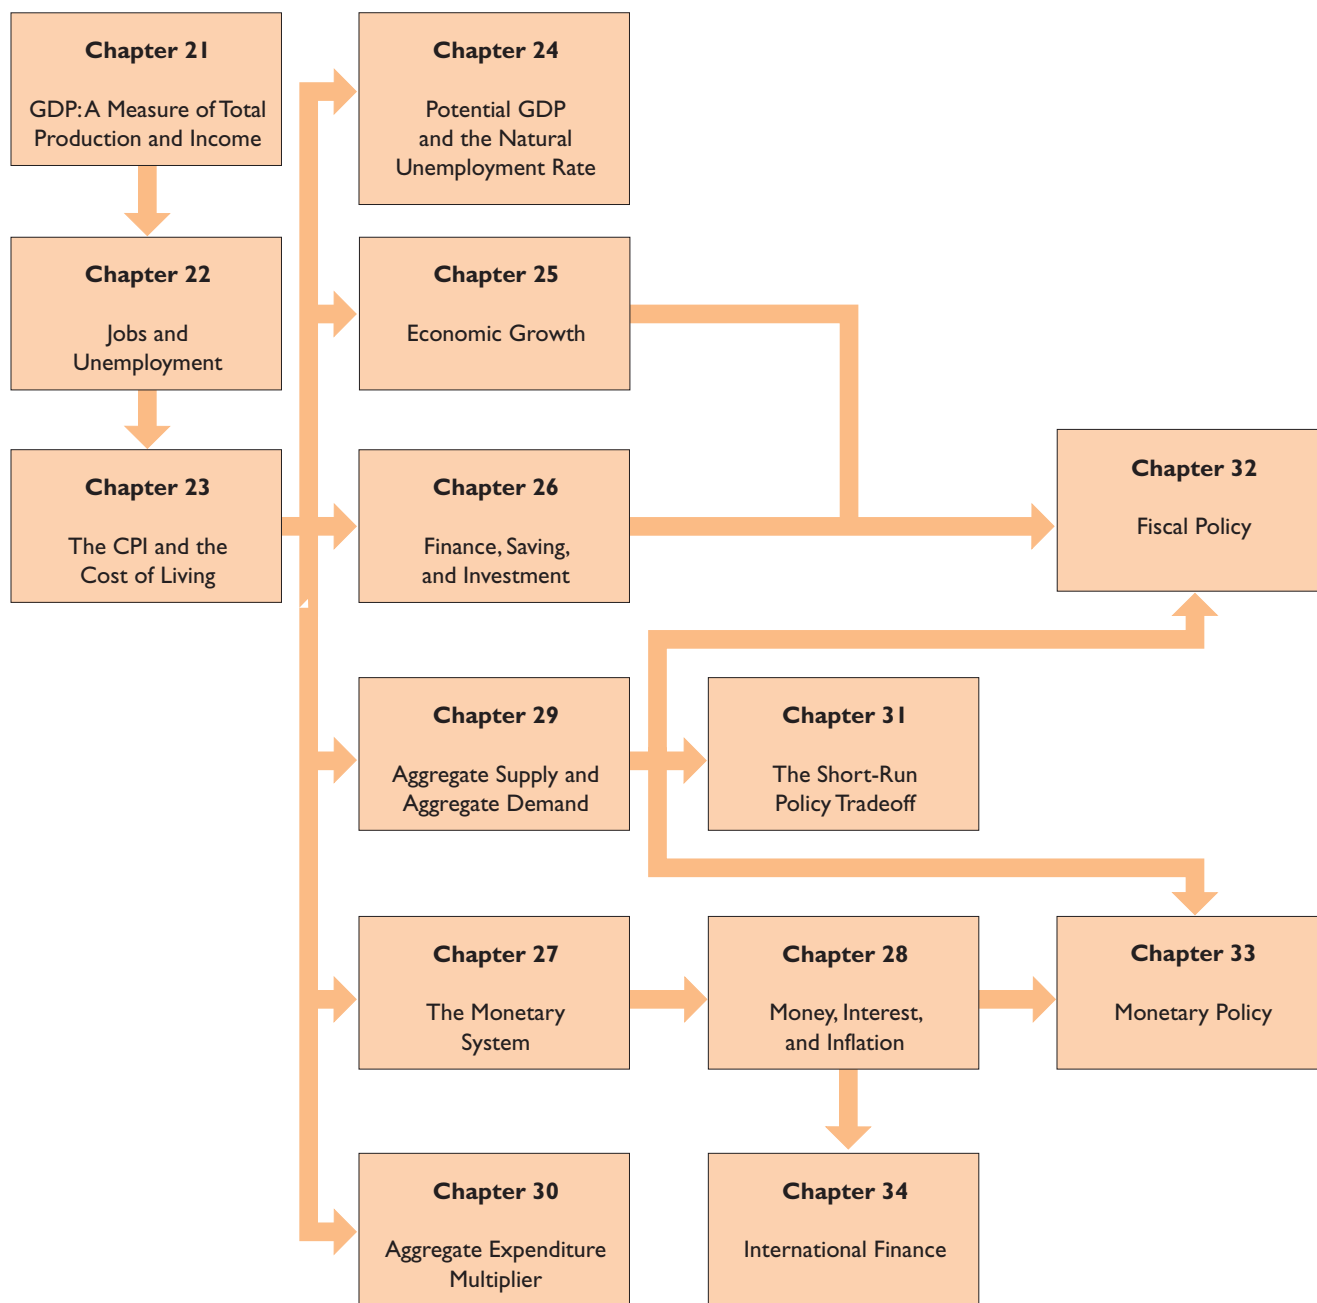 Chapter 21
GDP: A Measure of Total
Production and Income
Chapter 22
Jobs and
Unemployment
Chapter 23
The CPI and the
Cost of Living
Chapter 24
Potential GDP
and the Natural
Unemployment Rate
Chapter 25
Economic Growth
Chapter 26
Finance, Saving,
and Investment
Chapter 32
Fiscal Policy
Chapter 29
Aggregate Supply and
Aggregate Demand
Chapter 31
The Short-Run
Policy Tradeoff
Chapter 27
The Monetary
System
Chapter 28
Money, Interest,
and Inflation
Chapter 33
Monetary Policy
Chapter 30
Aggregate Expenditure
Multiplier
Chapter 34
International Finance